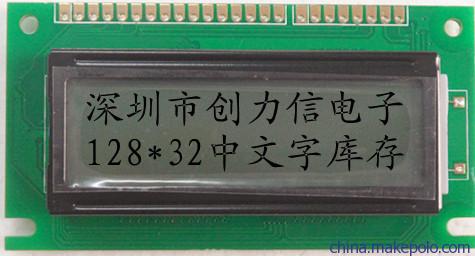 深圳市创力信电子
128*32中文字库存
china.makepolo.com